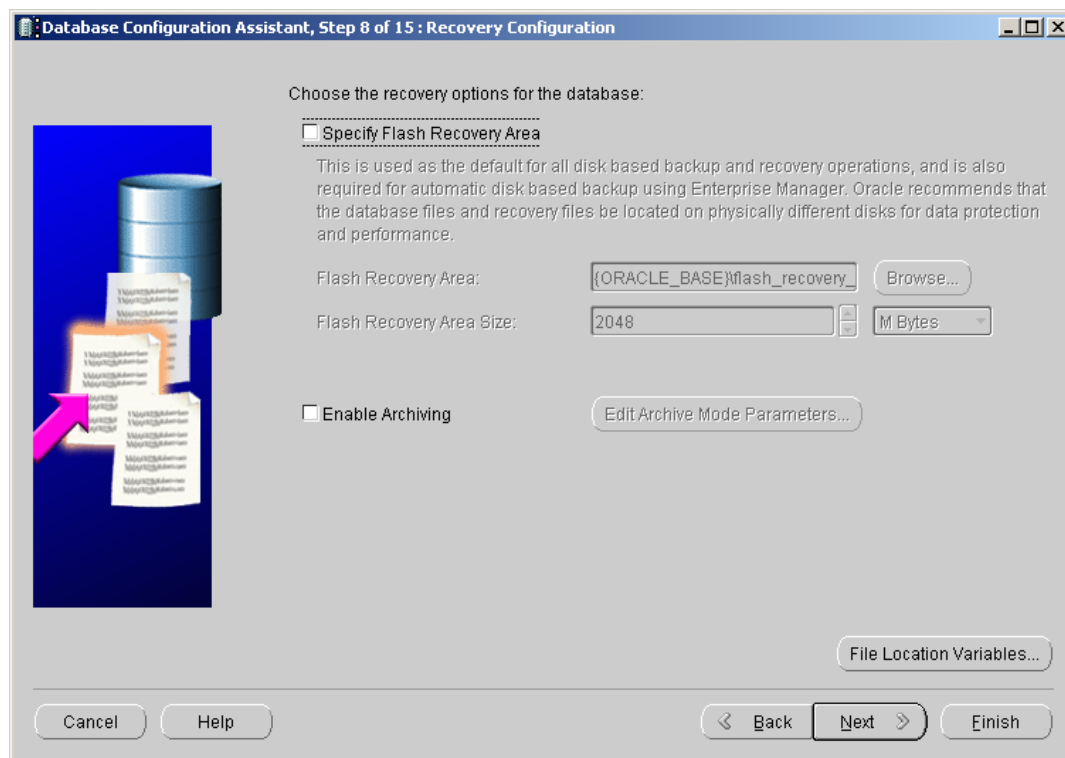 Database Configuration Assistant, Step 8 of 15 : Recovery Configuration
Choose the recovery options for the database:
Specify Flash Recovery Area
This is used as the default for all disk based backup and recovery operations, and is also
required for automatic disk based backup using Enterprise Manager. Oracle recommends that
the database files and recovery files be located on physically different disks for data protection
and performance.
Flash Recovery Area: {ORACLE_BASE}\flash_recovery_ Browse...
Flash Recovery Area Size: 2048 M Bytes
Enable Archiving Edit Archive Mode Parameters...
File Location Variables...
Cancel Help Back Next Finish